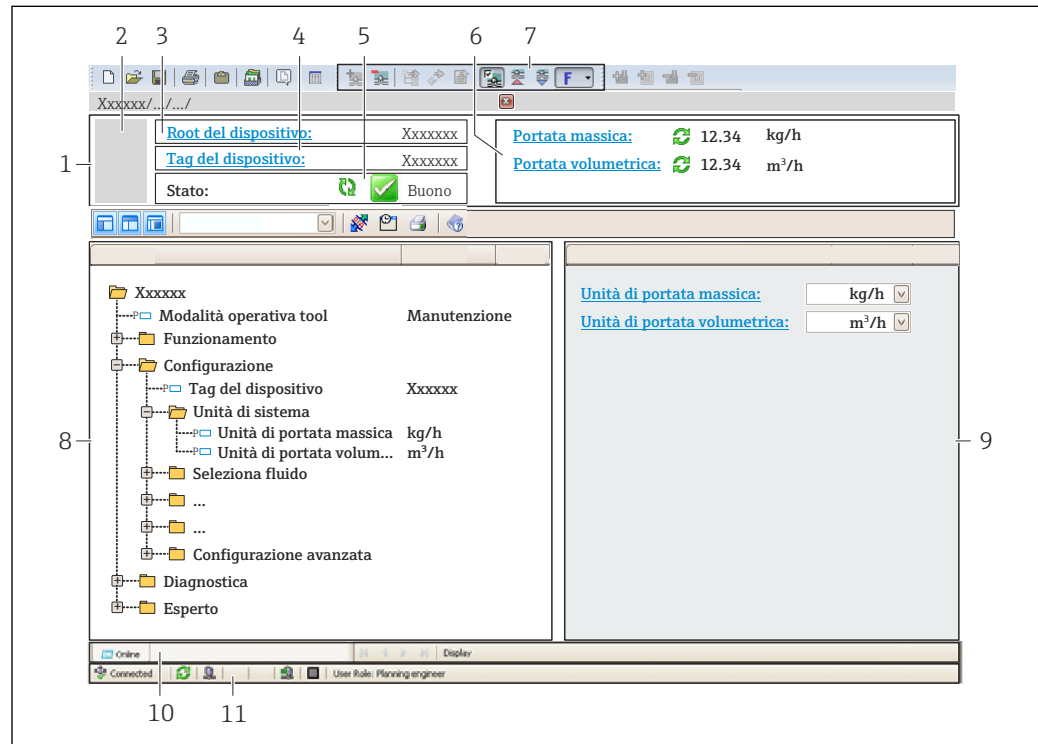 2 3 4 5 6 7
F
Xxxxxx/.../.../
1
Root del dispositivo: Xxxxxxx
Tag del dispositivo: Xxxxxxx
Stato: Buono
Portata massica: 12.34 kg/h
Portata volumetrica: 12.34 m³/h
Xxxxxx
Modalità operativa tool Manutenzione
Funzionamento
Configurazione
Tag del dispositivo Xxxxxx
Unità di sistema
Unità di portata massica kg/h
Unità di portata volum... m³/h
Seleziona fluido
...
...
Configurazione avanzata
Diagnostica
Esperto
8
Unità di portata massica: kg/h
Unità di portata volumetrica: m³/h
9
Online Display
Connected User Role: Planning engineer
10 11